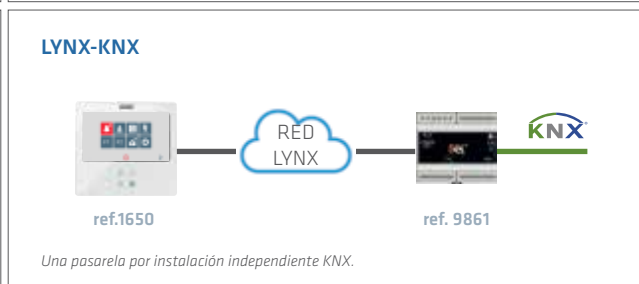 LYNX-KNX
RED
LYNX
KNX
ref.1650
ref. 9861
Una pasarela por instalación independiente KNX.